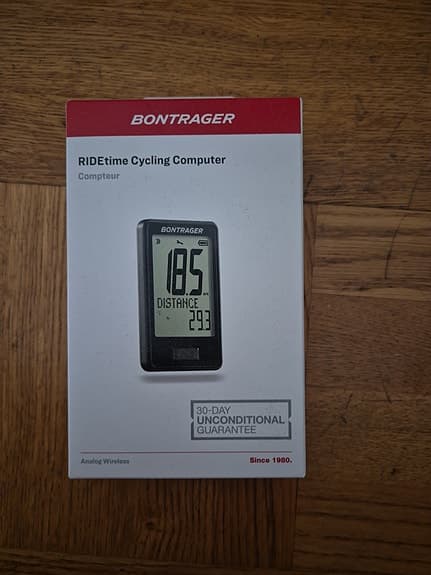 BONTRAGER
RIDEtime Cycling Computer
Compteur
BONTRAGER
18.5
DISTANCE
29.3
30-DAY
UNCONDITIONAL
GUARANTEE
Analog Wireless
Since 1980.